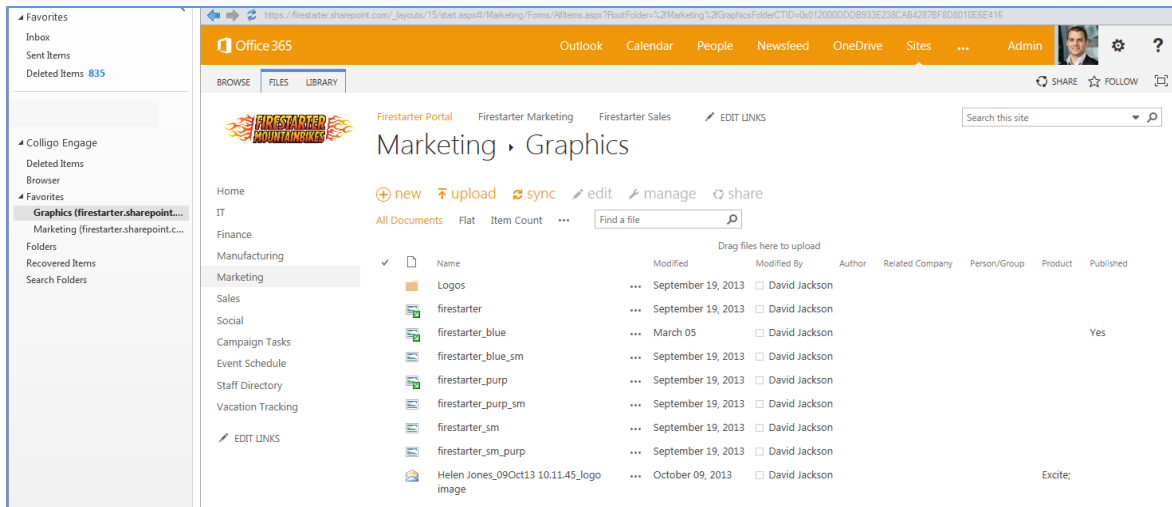 Favorites
Inbox
Sent Items
Deleted Items 835
Colligo Engage
Deleted Items
Browser
Favorites
Graphics (firestarter.sharepoint....
Marketing (firestarter.sharepoint.c...
Folders
Recovered Items
Search Folders
https://firestarter.sharepoint.com/_layouts/15/start.aspx#/Marketing/Forms/AllItems.aspx?RootFolder=%2fMarketing%2fGraphicsFolderCTID=0x012000DDDB933E238CAB4287BF8D8010E6E416
Office 365 Outlook Calendar People Newsfeed OneDrive Sites ... Admin ?
BROWSE FILES LIBRARY SHARE FOLLOW
FIRESTARTER
MOUNTAINBIKES
Firestarter Portal Firestarter Marketing Firestarter Sales EDIT LINKS Search this site
Marketing Graphics
Home
IT
Finance
Manufacturing
Marketing
Sales
Social
Campaign Tasks
Event Schedule
Staff Directory
Vacation Tracking
EDIT LINKS
new upload sync edit manage share
All Documents Flat Item Count ... Find a file
Drag files here to upload
Name Modified Modified By Author Related Company Person/Group Product Published
Logos ... September 19, 2013 David Jackson
firestarter ... September 19, 2013 David Jackson
firestarter_blue ... March 05 David Jackson Yes
firestarter_blue_sm ... September 19, 2013 David Jackson
firestarter_purp ... September 19, 2013 David Jackson
firestarter_purp_sm ... September 19, 2013 David Jackson
firestarter_sm ... September 19, 2013 David Jackson
firestarter_sm_purp ... September 19, 2013 David Jackson
Helen Jones_09Oct13 10.11.45_logo ... October 09, 2013 David Jackson Excite;
image